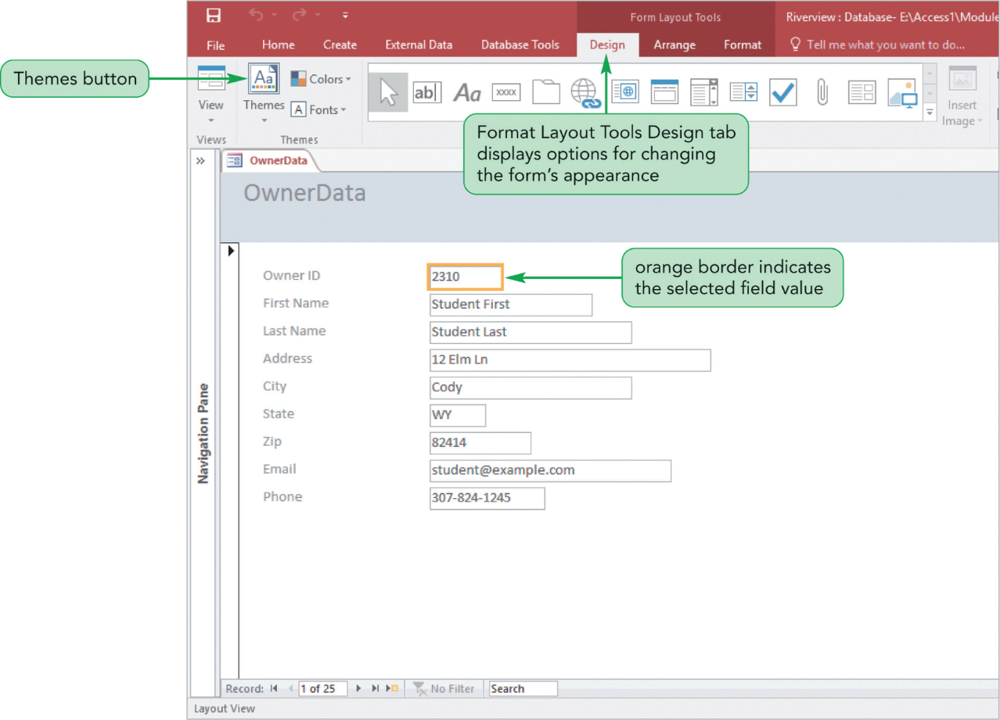 Form Layout Tools
Riverview : Database- E:\Access1\Module
File
Home
Create
External Data
Database Tools
Design
Arrange
Format
Tell me what you want to do...
Themes button
View
Views
Aa
Themes
Colors
A Fonts
Themes
ab|
Aa
xxxx
Insert
Image
Format Layout Tools Design tab
displays options for changing
the form's appearance
»
OwnerData
OwnerData
orange border indicates
the selected field value
Owner ID 2310
First Name Student First
Last Name Student Last
Address 12 Elm Ln
City Cody
State WY
Zip 82414
Email student@example.com
Phone 307-824-1245
Navigation Pane
Record: 1 of 25 No Filter Search
Layout View